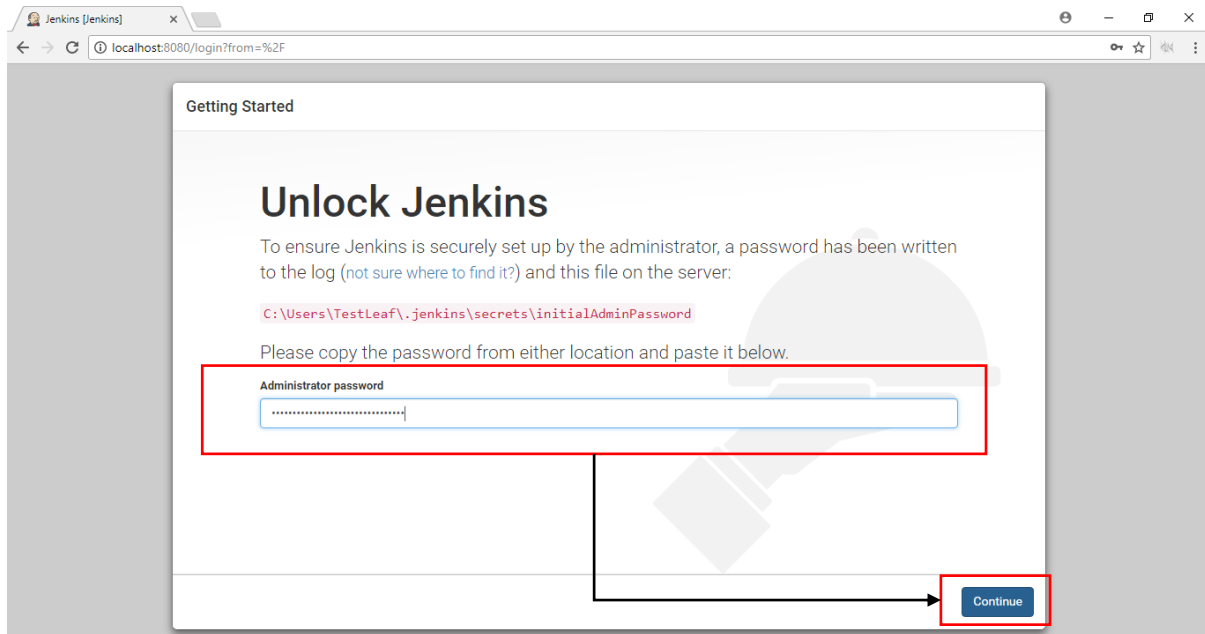 Jenkins [Jenkins]
localhost:8080/login?from=%2F
Getting Started
Unlock Jenkins
To ensure Jenkins is securely set up by the administrator, a password has been written
to the log (not sure where to find it?) and this file on the server:
C:\Users\TestLeaf\.jenkins\secrets\initialAdminPassword
Please copy the password from either location and paste it below.
Administrator password
Continue